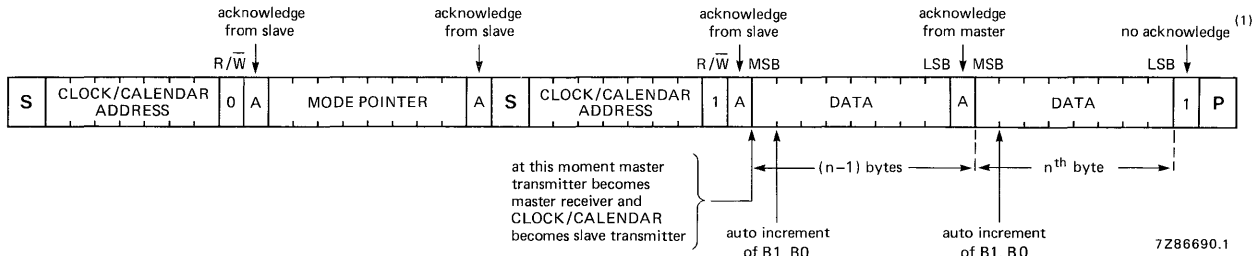 acknowledge from slave
acknowledge from slave
acknowledge from slave
acknowledge from master
no acknowledge (1)
R/W̅
R/W̅ MSB
LSB MSB
LSB
S CLOCK/CALENDAR ADDRESS 0 A MODE POINTER A S CLOCK/CALENDAR ADDRESS 1 A DATA A DATA 1 P
at this moment master
transmitter becomes
master receiver and
CLOCK/CALENDAR
becomes slave transmitter
(n-1) bytes
nth byte
auto increment
of B1, B0
auto increment
of B1, B0
7Z86690.1